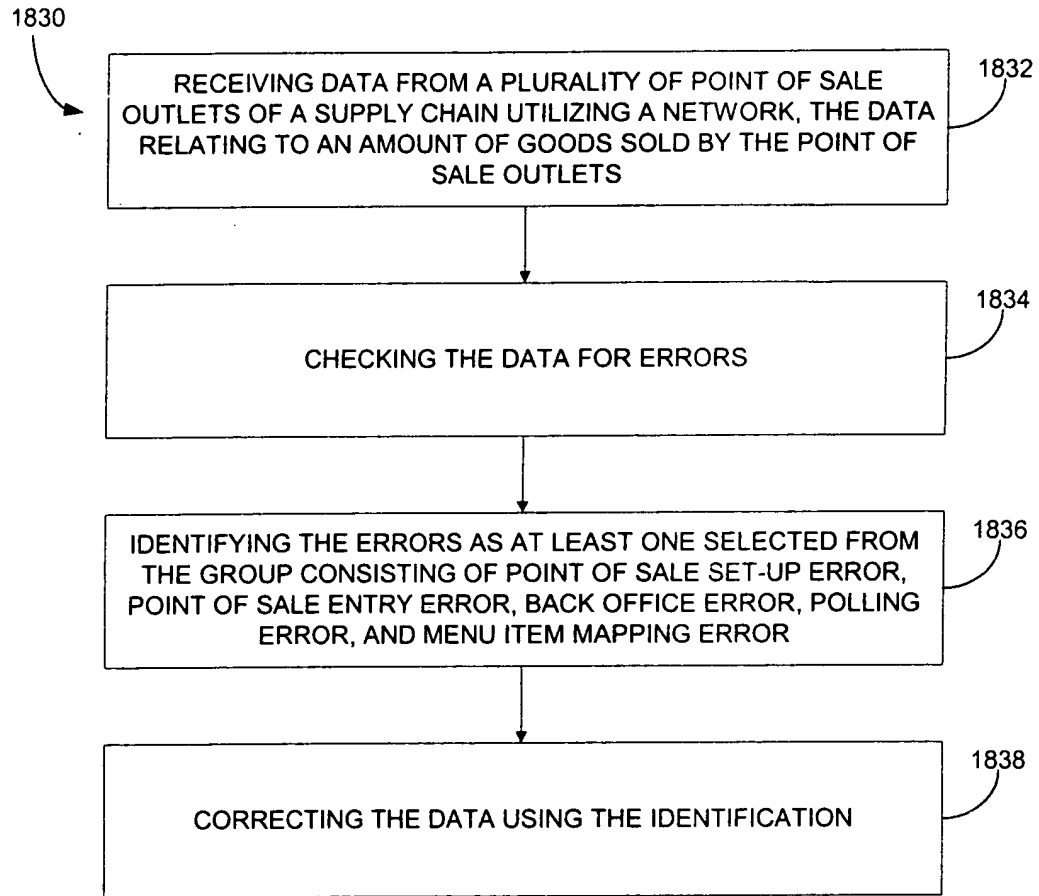 1830
1832
RECEIVING DATA FROM A PLURALITY OF POINT OF SALE
OUTLETS OF A SUPPLY CHAIN UTILIZING A NETWORK, THE DATA
RELATING TO AN AMOUNT OF GOODS SOLD BY THE POINT OF
SALE OUTLETS
1834
CHECKING THE DATA FOR ERRORS
1836
IDENTIFYING THE ERRORS AS AT LEAST ONE SELECTED FROM
THE GROUP CONSISTING OF POINT OF SALE SET-UP ERROR,
POINT OF SALE ENTRY ERROR, BACK OFFICE ERROR, POLLING
ERROR, AND MENU ITEM MAPPING ERROR
1838
CORRECTING THE DATA USING THE IDENTIFICATION